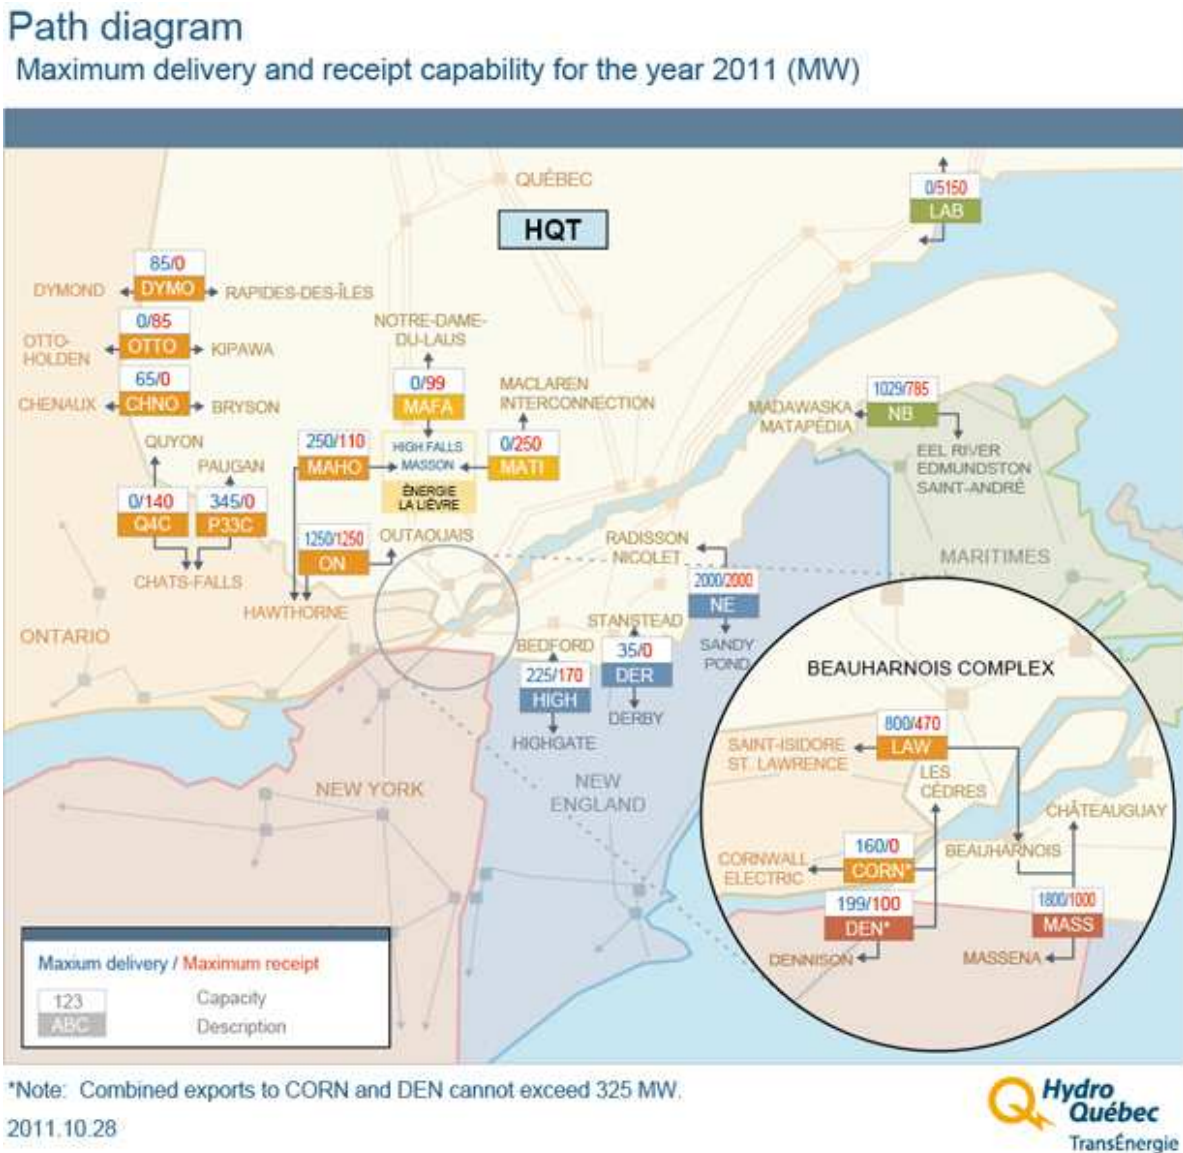 Path diagram
Maximum delivery and receipt capability for the year 2011 (MW)
QUÉBEC
HQT
0/5150
LAB
85/0
DYMOND
DYMO
RAPIDES-DES-ÎLES
0/85
OTTO-
HOLDEN
OTTO
KIPAWA
65/0
CHENAUX
CHNO
BRYSON
NOTRE-DAME-
DU-LAUS
0/99
MAFA
MACLAREN
INTERCONNECTION
0/250
MATI
1029/785
NB
MADAWASKA
MATAPÉDIA
EEL RIVER
EDMUNDSTON
SAINT-ANDRÉ
QUYON
PAUGAN
250/110
MAHO
HIGH FALLS
MASSON
ÉNERGIE
LA LIÈVRE
0/140
Q4C
345/0
P33C
CHATS-FALLS
1250/1250
ON
OUTAOUAIS
HAWTHORNE
RADISSON
NICOLET
2000/2000
NE
SANDY
POND
MARITIMES
ONTARIO
STANSTEAD
35/0
DER
DERBY
BEDFORD
225/170
HIGH
HIGHGATE
NEW YORK
NEW
ENGLAND
BEAUHARNOIS COMPLEX
800/470
LAW
SAINT-ISIDORE
ST. LAWRENCE
LES
CÈDRES
CHÂTEAUGUAY
BEAUHARNOIS
160/0
CORN*
CORNWALL
ELECTRIC
199/100
DEN*
DENNISON
1800/1000
MASS
MASSENA
Maxium delivery / Maximum receipt
123
ABC
Capacity
Description
*Note: Combined exports to CORN and DEN cannot exceed 325 MW.
2011.10.28
Hydro
Québec
TransÉnergie